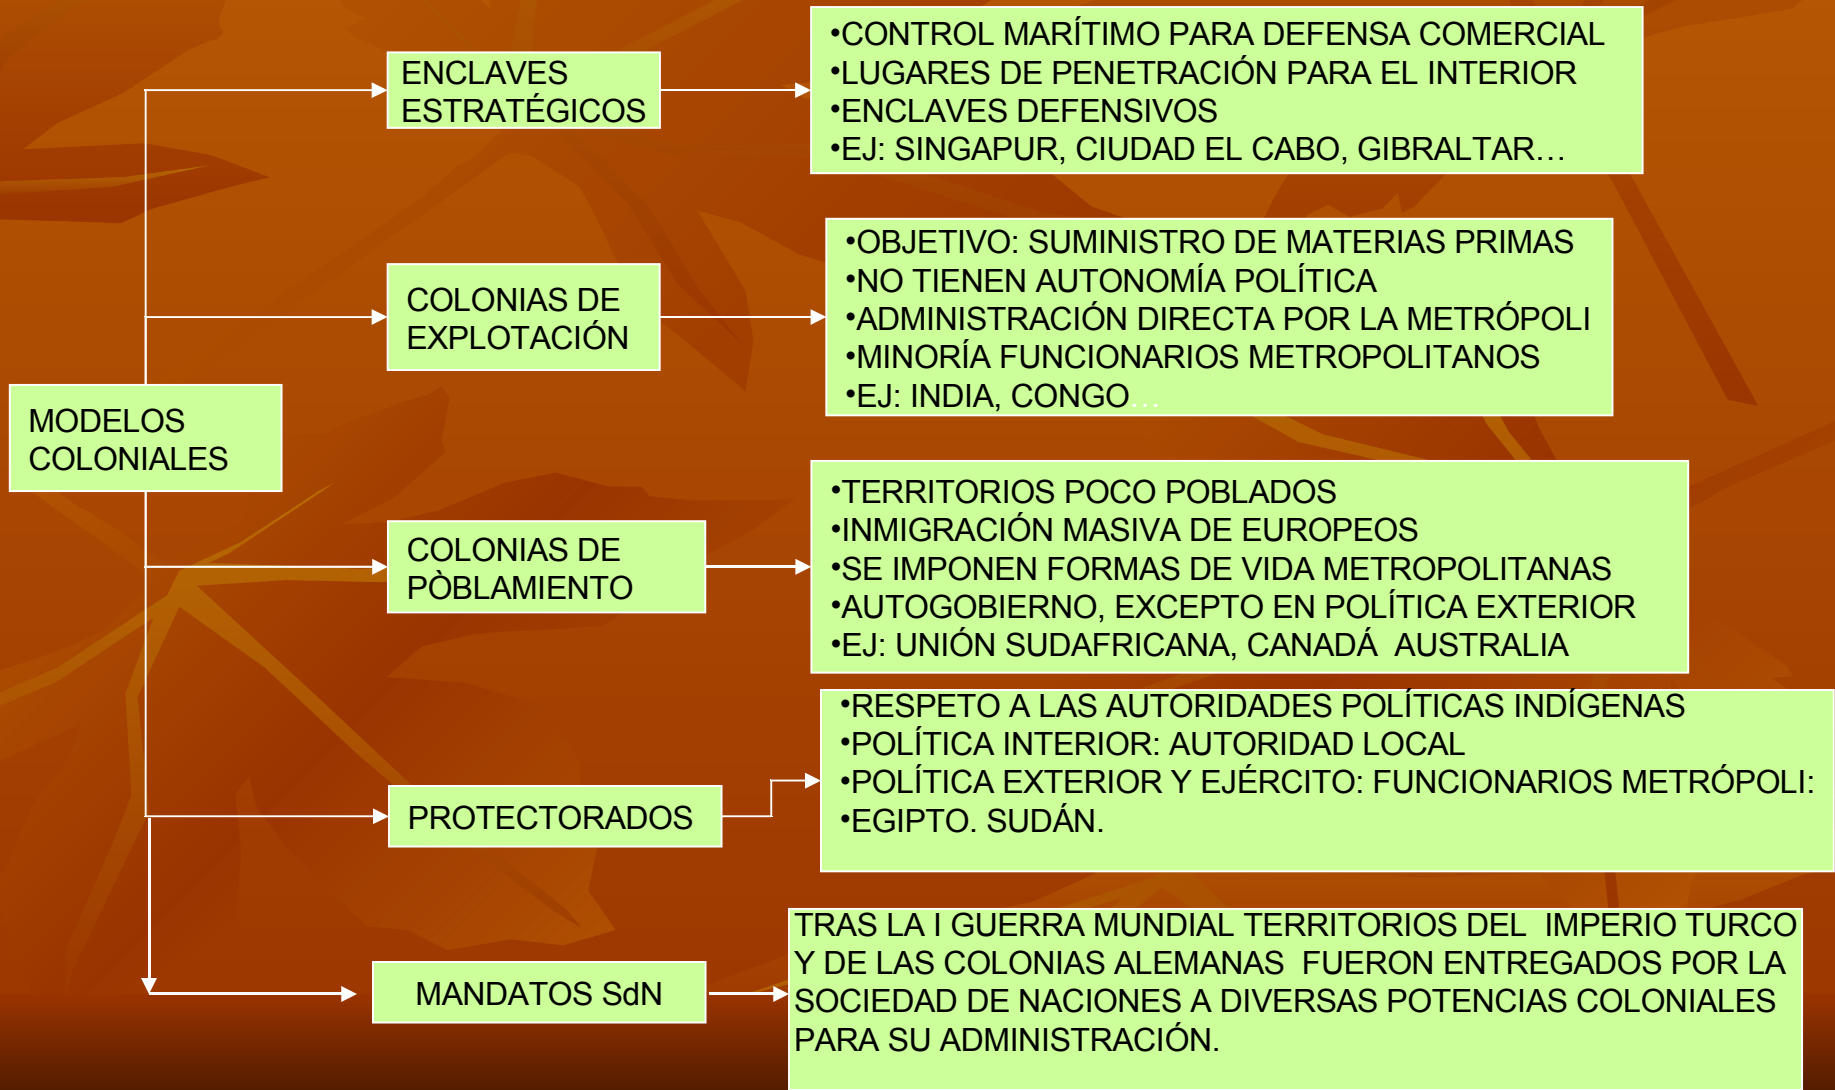 MODELOS
COLONIALES
ENCLAVES
ESTRATÉGICOS
•CONTROL MARÍTIMO PARA DEFENSA COMERCIAL
•LUGARES DE PENETRACIÓN PARA EL INTERIOR
•ENCLAVES DEFENSIVOS
•EJ: SINGAPUR, CIUDAD EL CABO, GIBRALTAR…
COLONIAS DE
EXPLOTACIÓN
•OBJETIVO: SUMINISTRO DE MATERIAS PRIMAS
•NO TIENEN AUTONOMÍA POLÍTICA
•ADMINISTRACIÓN DIRECTA POR LA METRÓPOLI
•MINORÍA FUNCIONARIOS METROPOLITANOS
•EJ: INDIA, CONGO…
COLONIAS DE
PÒBLAMIENTO
•TERRITORIOS POCO POBLADOS
•INMIGRACIÓN MASIVA DE EUROPEOS
•SE IMPONEN FORMAS DE VIDA METROPOLITANAS
•AUTOGOBIERNO, EXCEPTO EN POLÍTICA EXTERIOR
•EJ: UNIÓN SUDAFRICANA, CANADÁ  AUSTRALIA
PROTECTORADOS
•RESPETO A LAS AUTORIDADES POLÍTICAS INDÍGENAS
•POLÍTICA INTERIOR: AUTORIDAD LOCAL
•POLÍTICA EXTERIOR Y EJÉRCITO: FUNCIONARIOS METRÓPOLI:
•EGIPTO. SUDÁN.
MANDATOS SdN
TRAS LA I GUERRA MUNDIAL TERRITORIOS DEL  IMPERIO TURCO
Y DE LAS COLONIAS ALEMANAS  FUERON ENTREGADOS POR LA
SOCIEDAD DE NACIONES A DIVERSAS POTENCIAS COLONIALES
PARA SU ADMINISTRACIÓN.